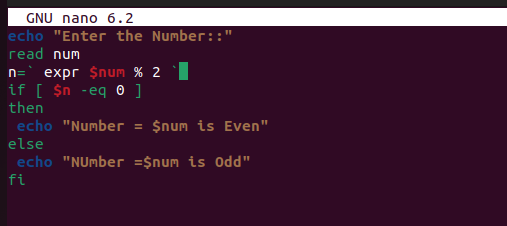 GNU nano 6.2
echo "Enter the Number::"
read num
n=` expr $num % 2 `
if [ $n -eq 0 ]
then
 echo "Number = $num is Even"
else
 echo "NUmber =$num is Odd"
fi